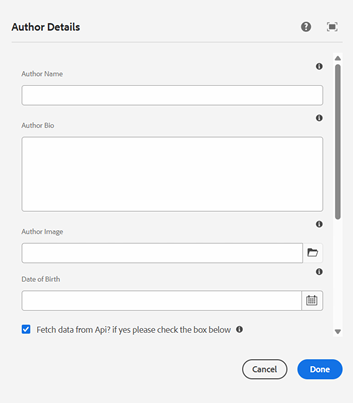 Author Details
Author Name
Author Bio
Author Image
Date of Birth
Fetch data from Api? if yes please check the box below
Cancel
Done